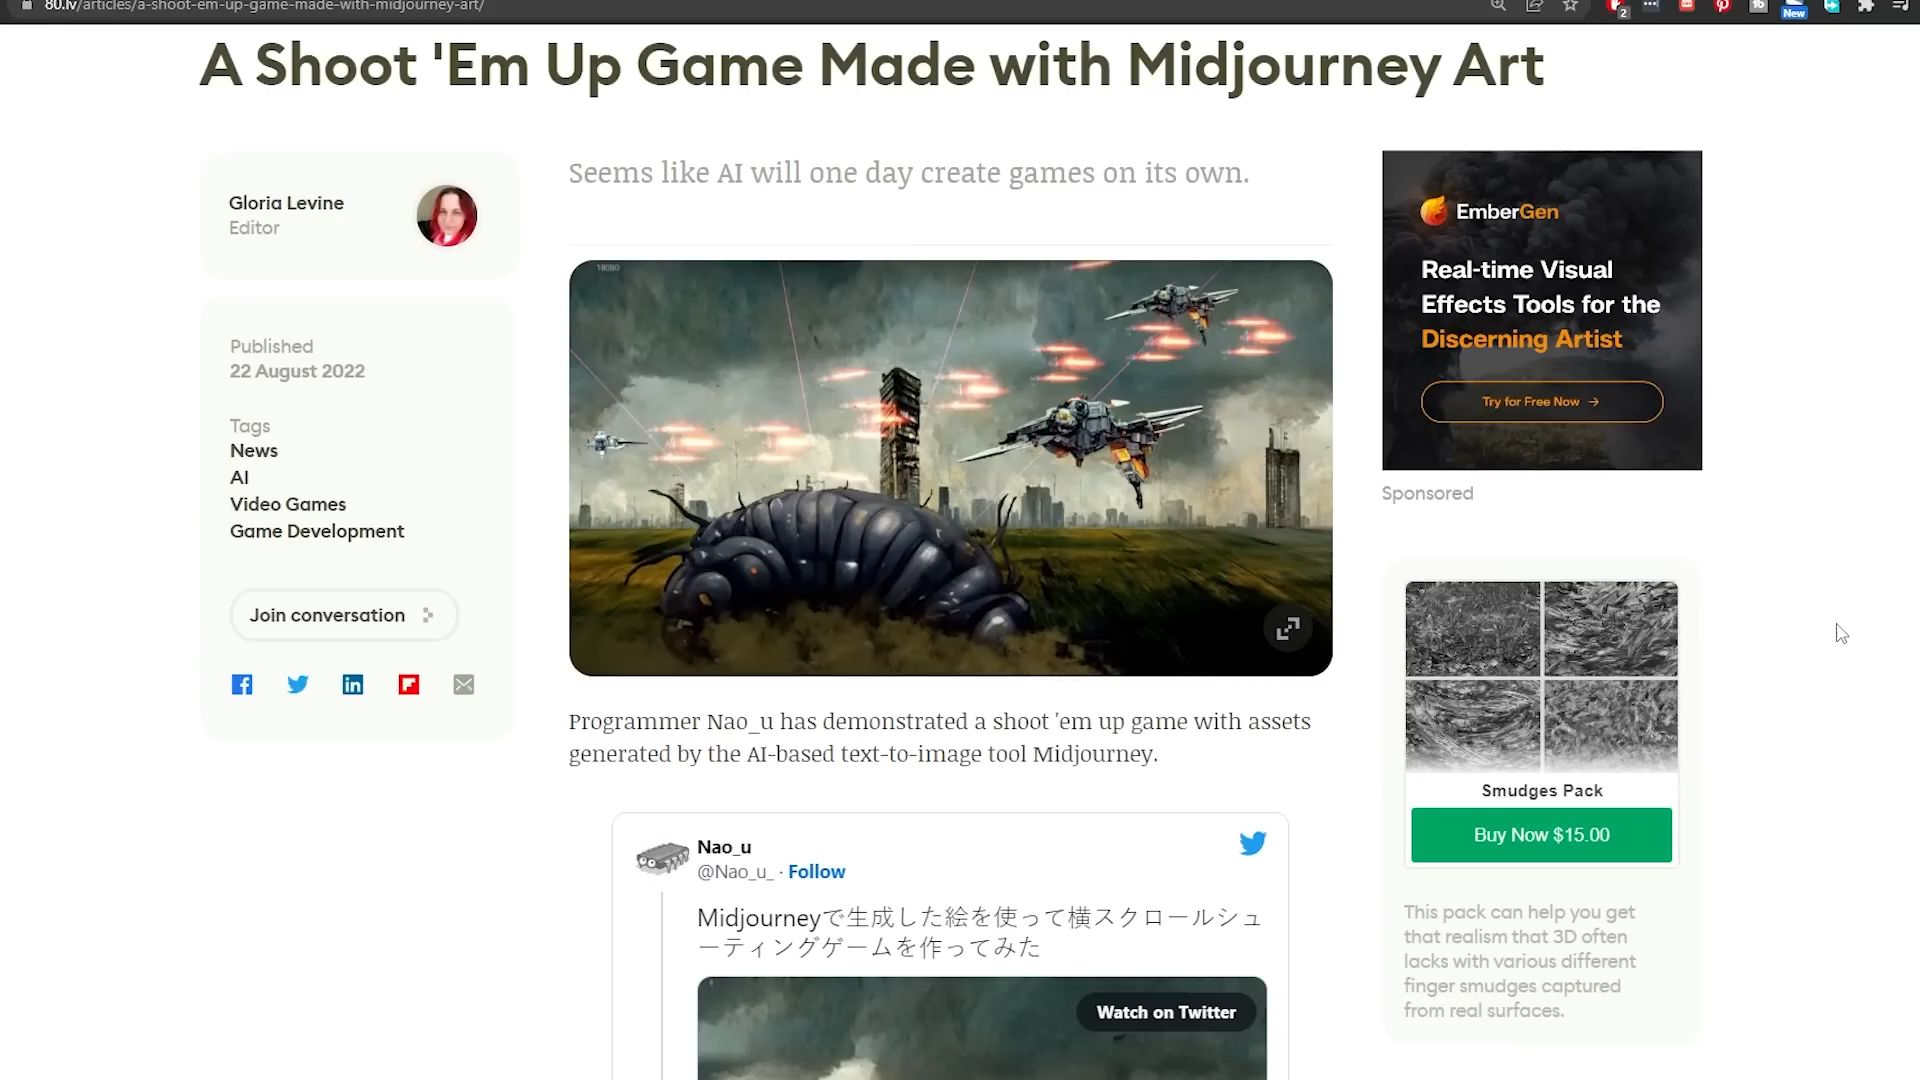 80.lv/articles/a-shoot-em-up-game-made-with-midjourney-art/
2
New
A Shoot 'Em Up Game Made with Midjourney Art
Gloria Levine
Editor
Published
22 August 2022
Tags
News
AI
Video Games
Game Development
Join conversation
Seems like AI will one day create games on its own.
18080
Programmer Nao_u has demonstrated a shoot 'em up game with assets
generated by the AI-based text-to-image tool Midjourney.
Nao_u
@Nao_u_ · Follow
Midjourneyで生成した絵を使って横スクロールシュ
ーティングゲームを作ってみた
Watch on Twitter
EmberGen
Real-time Visual
Effects Tools for the
Discerning Artist
Try for Free Now →
Sponsored
Smudges Pack
Buy Now $15.00
This pack can help you get
that realism that 3D often
lacks with various different
finger smudges captured
from real surfaces.